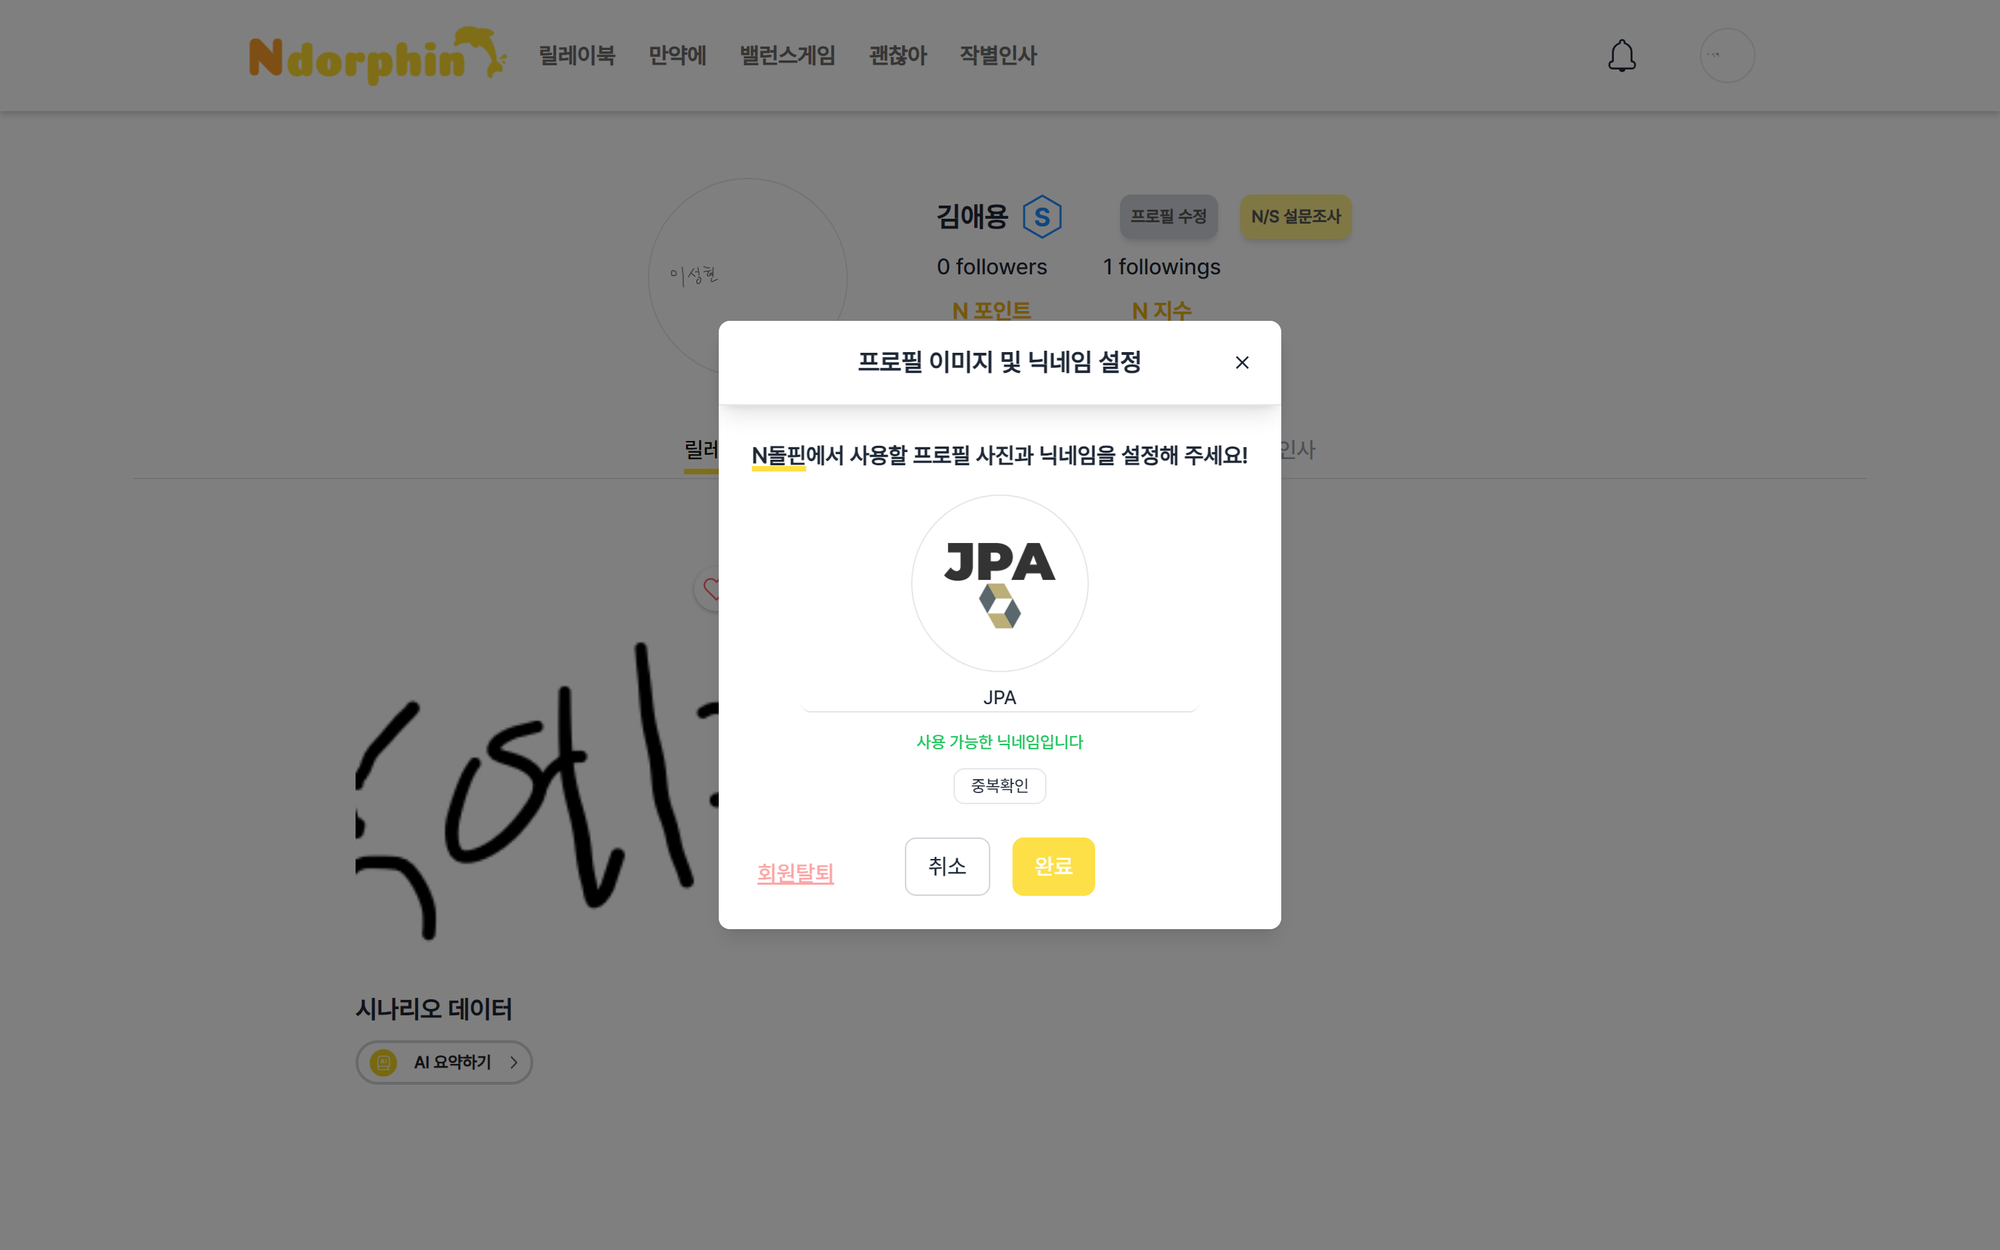 Ndorphin 릴레이북 만약에 밸런스게임 괜찮아 작별인사
김애용 S 프로필 수정 N/S 설문조사
이성현
0 followers 1 followings
N 포인트 N 지수
프로필 이미지 및 닉네임 설정
릴레
인사
N돌핀에서 사용할 프로필 사진과 닉네임을 설정해 주세요!
JPA
JPA
사용 가능한 닉네임입니다
중복확인
회원탈퇴 취소 완료
시나리오 데이터
AI 요약하기